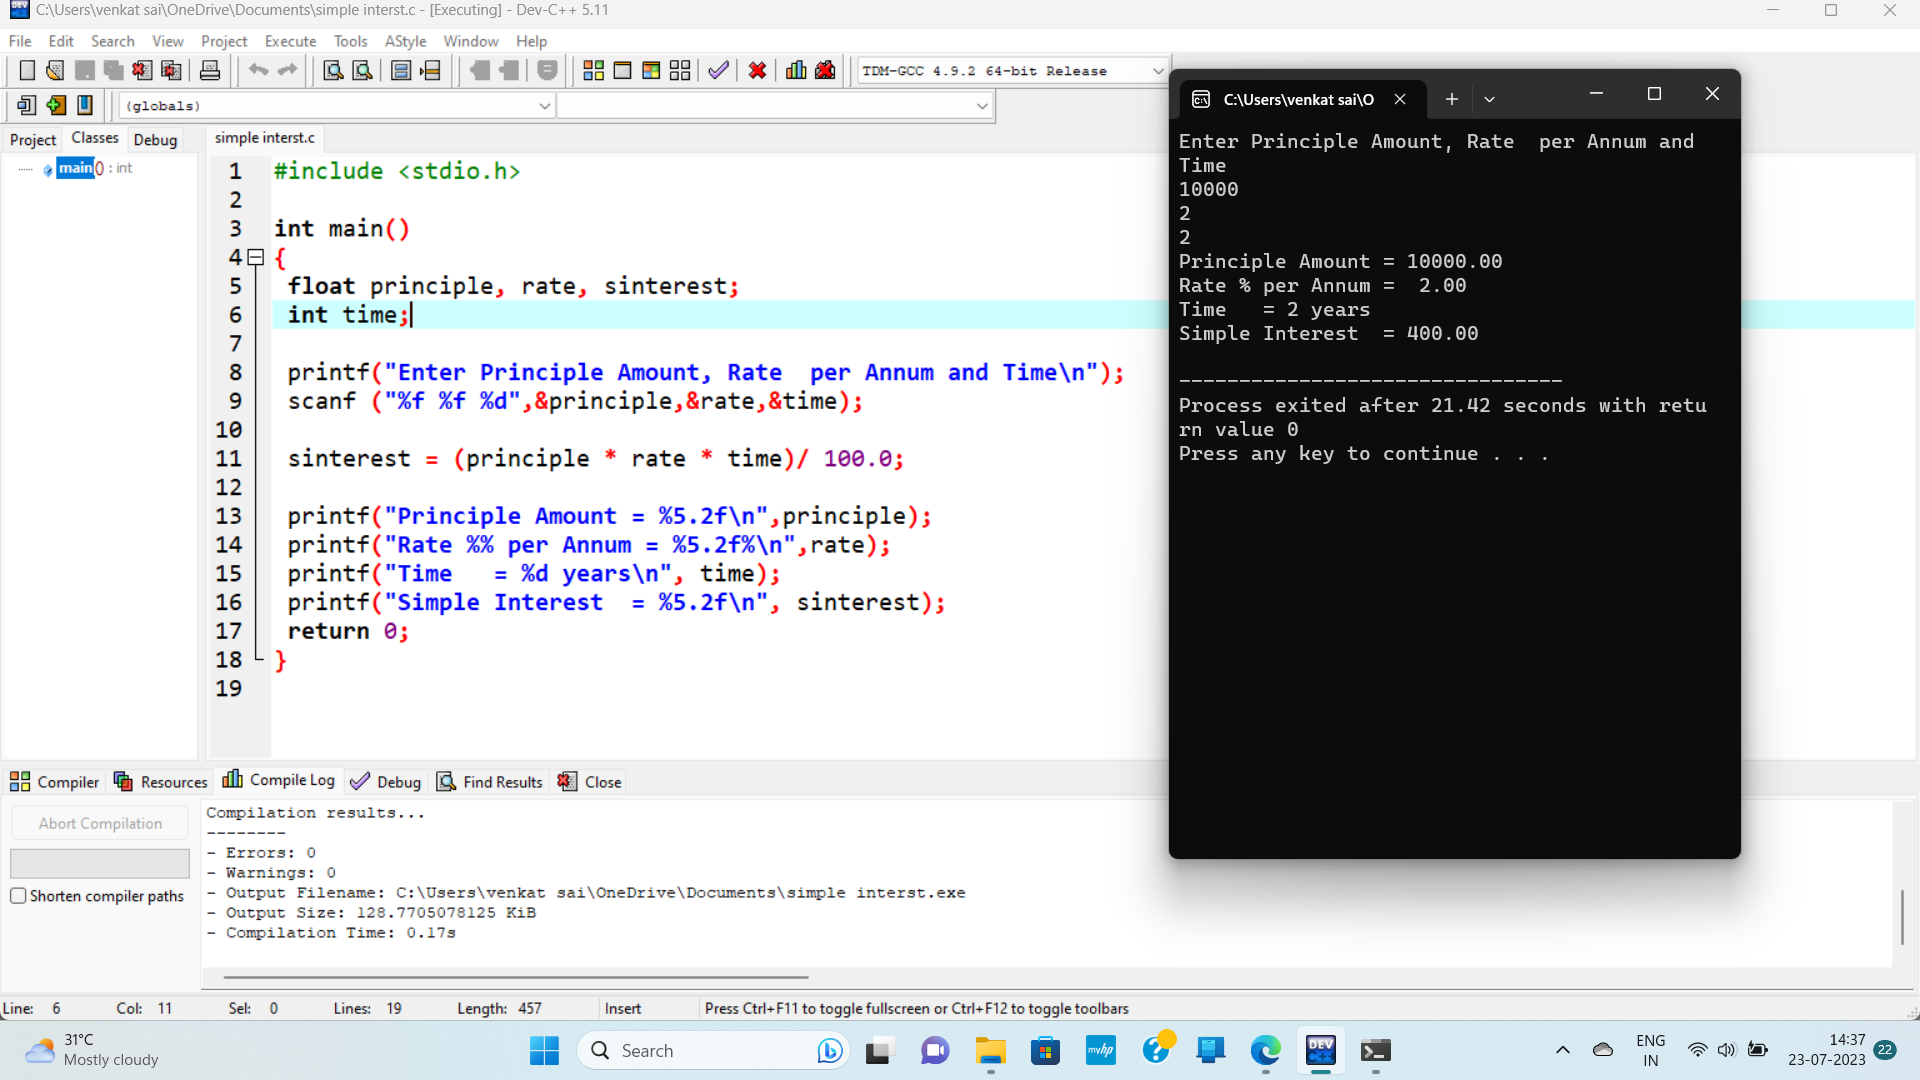 C:\Users\venkat sai\OneDrive\Documents\simple interst.c - [Executing] - Dev-C++ 5.11
File Edit Search View Project Execute Tools AStyle Window Help
TDM-GCC 4.9.2 64-bit Release
(globals)
Project Classes Debug
main() : int
simple interst.c
1 #include <stdio.h>
2
3 int main()
4 {
5 float principle, rate, sinterest;
6 int time;
7
8 printf("Enter Principle Amount, Rate  per Annum and Time\n");
9 scanf ("%f %f %d",&principle,&rate,&time);
10
11 sinterest = (principle * rate * time)/ 100.0;
12
13 printf("Principle Amount = %5.2f\n",principle);
14 printf("Rate %% per Annum = %5.2f%\n",rate);
15 printf("Time   = %d years\n", time);
16 printf("Simple Interest  = %5.2f\n", sinterest);
17 return 0;
18 }
19
C:\Users\venkat sai\O
Enter Principle Amount, Rate  per Annum and
Time
10000
2
2
Principle Amount = 10000.00
Rate % per Annum =  2.00
Time   = 2 years
Simple Interest  = 400.00
--------------------------------
Process exited after 21.42 seconds with retu
rn value 0
Press any key to continue . . .
Compiler Resources Compile Log Debug Find Results Close
Abort Compilation
Shorten compiler paths
Compilation results...
--------
- Errors: 0
- Warnings: 0
- Output Filename: C:\Users\venkat sai\OneDrive\Documents\simple interst.exe
- Output Size: 128.7705078125 KiB
- Compilation Time: 0.17s
Line: 6 Col: 11 Sel: 0 Lines: 19 Length: 457 Insert Press Ctrl+F11 to toggle fullscreen or Ctrl+F12 to toggle toolbars
31°C
Mostly cloudy
Search
myhp
DEV
ENG
IN
14:37
23-07-2023
22